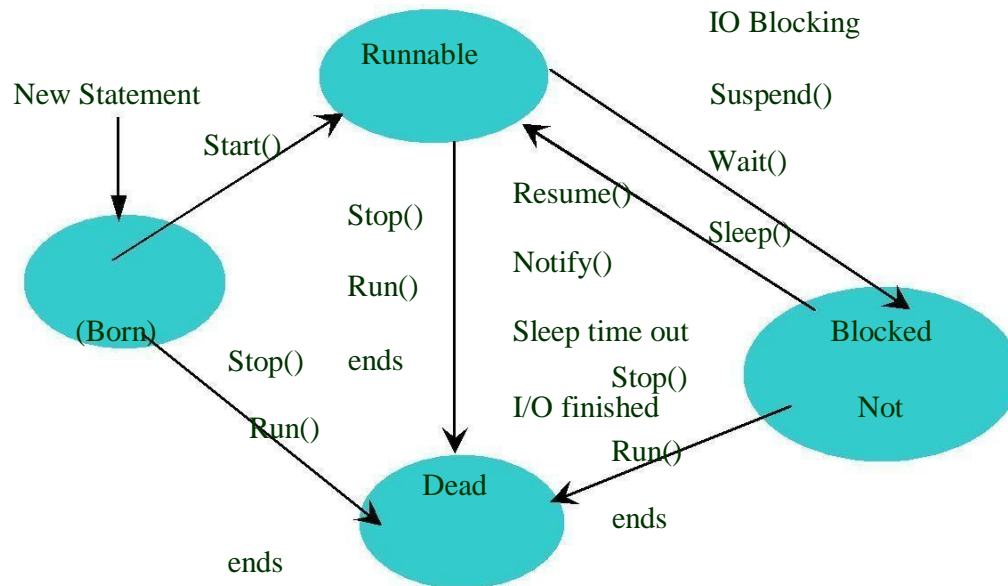 IO Blocking
Runnable
New Statement
Suspend()
Start()
Wait()
Resume()
Stop()
Sleep()
Notify()
Run()
(Born)
Sleep time out
Blocked
Stop()
ends
Stop()
I/O finished
Not
Run()
Run()
Dead
ends
ends